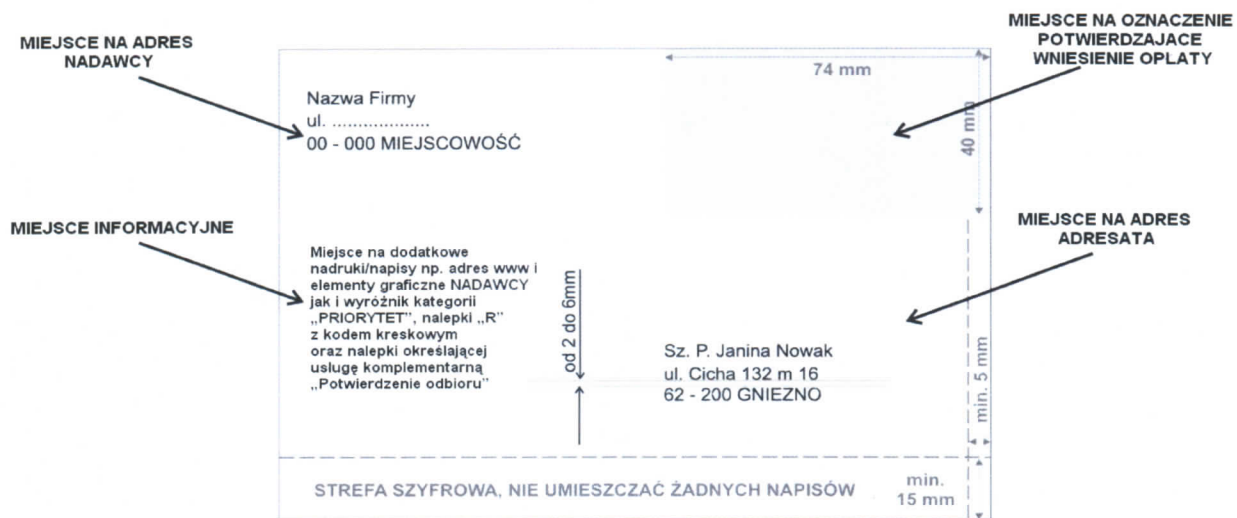 MIEJSCE NA ADRES
NADAWCY
MIEJSCE NA OZNACZENIE
POTWIERDZAJACE
WNIESIENIE OPLATY
74 mm
40 mm
Nazwa Firmy
ul. ...................
00 - 000 MIEJSCOWOŚĆ
MIEJSCE INFORMACYJNE
MIEJSCE NA ADRES
ADRESATA
Miejsce na dodatkowe
nadruki/napisy np. adres www i
elementy graficzne NADAWCY
jak i wyróżnik kategorii
„PRIORYTET”, nalepki „R”
z kodem kreskowym
oraz nalepki określającej
usługę komplementarną
„Potwierdzenie odbioru”
od 2 do 6mm
Sz. P. Janina Nowak
ul. Cicha 132 m 16
62 - 200 GNIEZNO
min. 5 mm
STREFA SZYFROWA, NIE UMIESZCZAĆ ŻADNYCH NAPISÓW
min.
15 mm